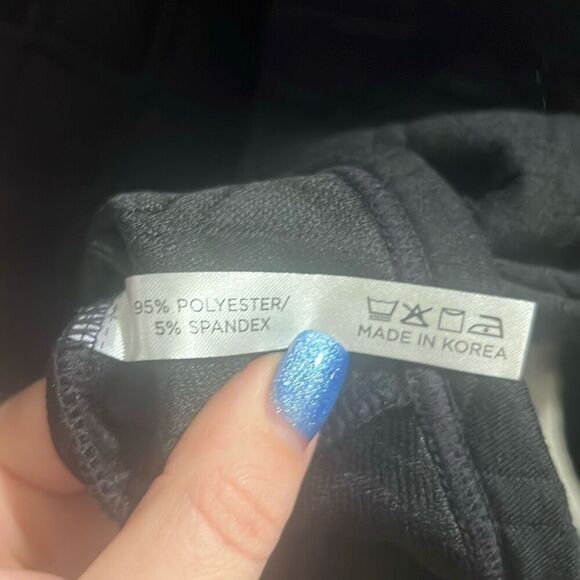 95% POLYESTER/
5% SPANDEX
MADE IN KOREA